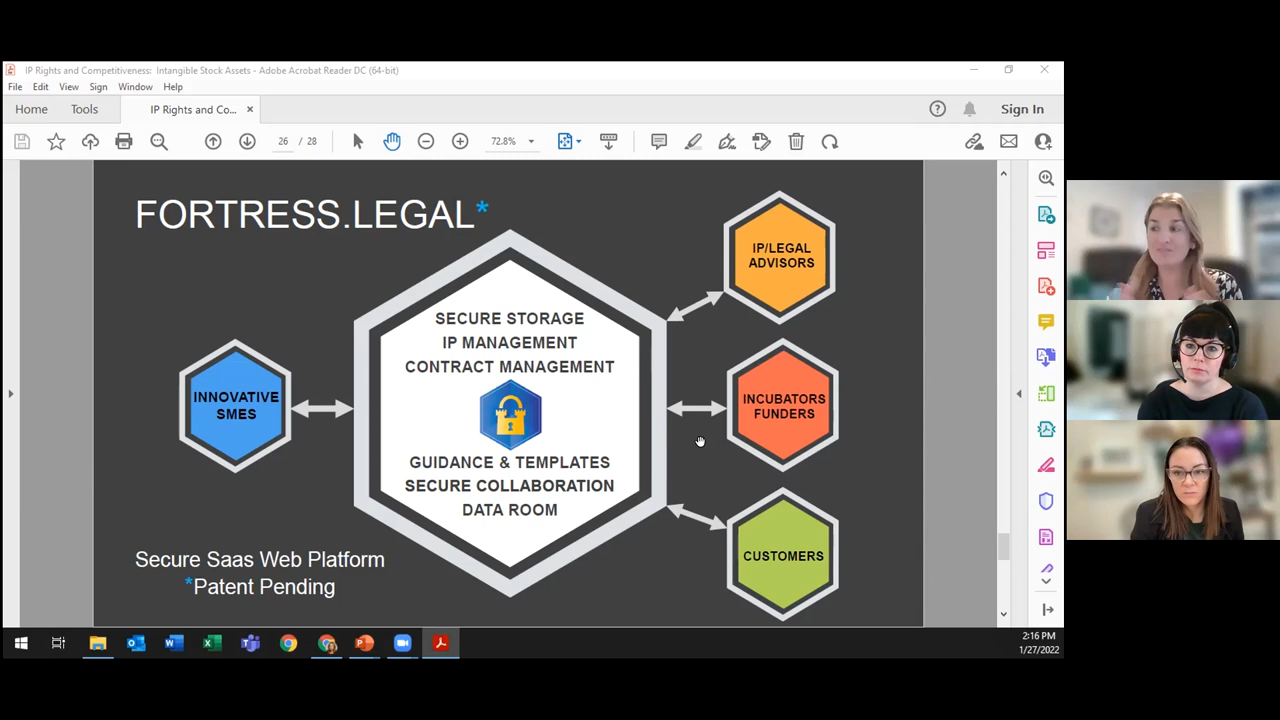 IP Rights and Competitiveness: Intangible Stock Assets - Adobe Acrobat Reader DC (64-bit)
File Edit View Sign Window Help
Home Tools IP Rights and Co... × Sign In
26 / 28 72.8%
FORTRESS.LEGAL*
SECURE STORAGE
IP MANAGEMENT
CONTRACT MANAGEMENT
GUIDANCE & TEMPLATES
SECURE COLLABORATION
DATA ROOM
INNOVATIVE
SMES
IP/LEGAL
ADVISORS
INCUBATORS
FUNDERS
CUSTOMERS
Secure Saas Web Platform
*Patent Pending
2:16 PM
1/27/2022